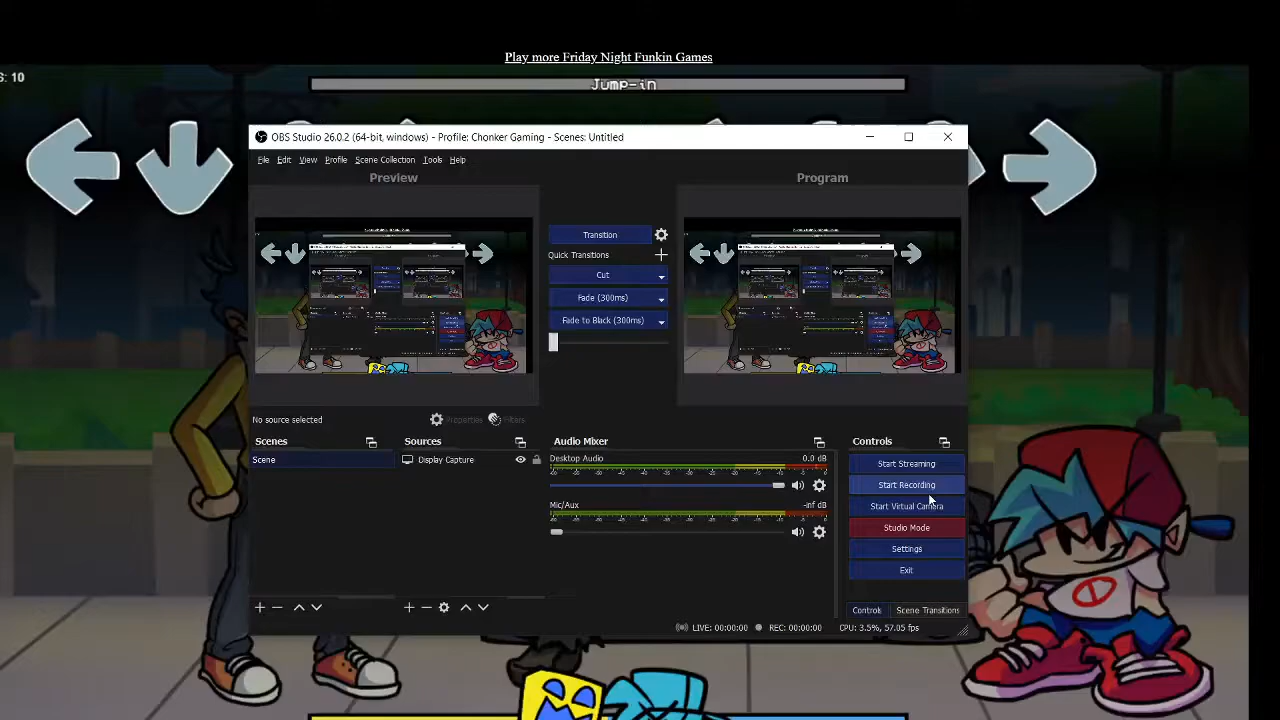 Play more Friday Night Funkin Games
S: 10
Jump-in
OBS Studio 26.0.2 (64-bit, windows) - Profile: Chonker Gaming - Scenes: Untitled
File Edit View Profile Scene Collection Tools Help
Preview
Program
Transition
Quick Transitions
Cut
Fade (300ms)
Fade to Black (300ms)
No source selected
Properties
Filters
Scenes
Scene
Sources
Display Capture
Audio Mixer
Desktop Audio
0.0 dB
Mic/Aux
-inf dB
Controls
Start Streaming
Start Recording
Start Virtual Camera
Studio Mode
Settings
Exit
Controls
Scene Transitions
LIVE: 00:00:00
REC: 00:00:00
CPU: 3.5%, 57.05 fps